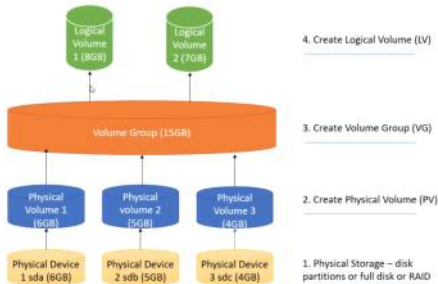 Logical
Volume
1 (8GB)
Logical
Volume
2 (7GB)
4. Create Logical Volume (LV)
Volume Group (15GB)
3. Create Volume Group (VG)
Physical
Volume 1
(6GB)
Physical
volume 2
(5GB)
Physical
Volume 3
(4GB)
2. Create Physical Volume (PV)
Physical Device
1 sda (6GB)
Physical Device
2 sdb (5GB)
Physical Device
3 sdc (4GB)
1. Physical Storage – disk
partitions or full disk or RAID